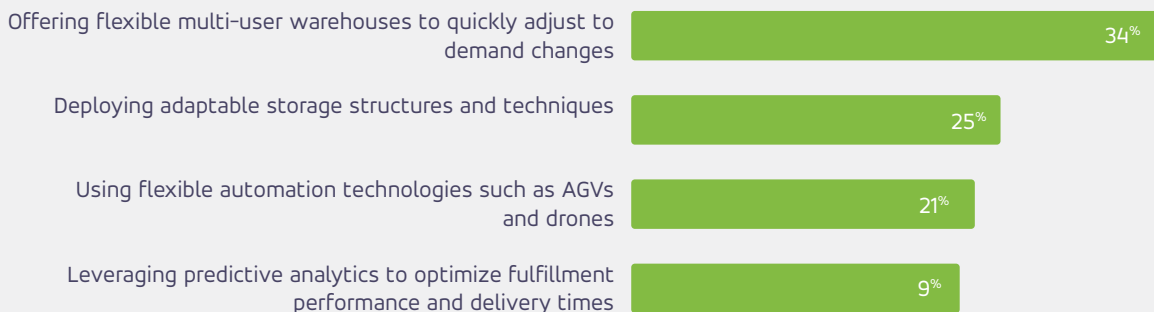 Offering flexible multi-user warehouses to quickly adjust to
demand changes
34%
Deploying adaptable storage structures and techniques
25%
Using flexible automation technologies such as AGVs
and drones
21%
Leveraging predictive analytics to optimize fulfillment
performance and delivery times
9%